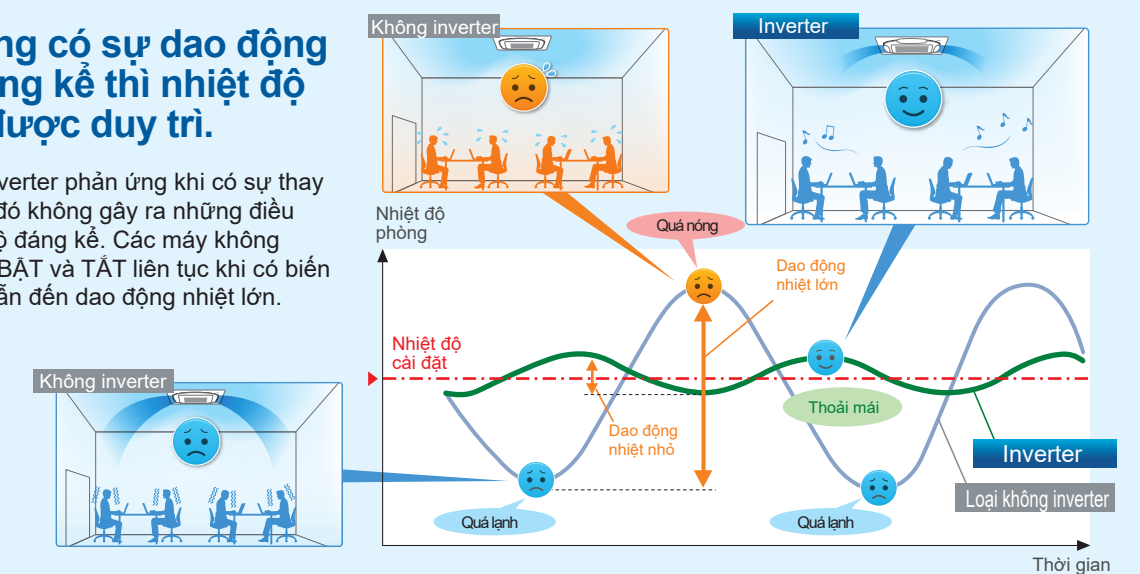 ng có sự dao động
ng kể thì nhiệt độ
được duy trì.
verter phản ứng khi có sự thay
đó không gây ra những điều
ộ đáng kể. Các máy không
BẬT và TẮT liên tục khi có biến
ẫn đến dao động nhiệt lớn.
Không inverter
Inverter
Nhiệt độ
phòng
Quá nóng
Dao động
nhiệt lớn
Nhiệt độ
cài đặt
Không inverter
Thoải mái
Dao động
nhiệt nhỏ
Inverter
Loại không inverter
Quá lạnh
Quá lạnh
Thời gian